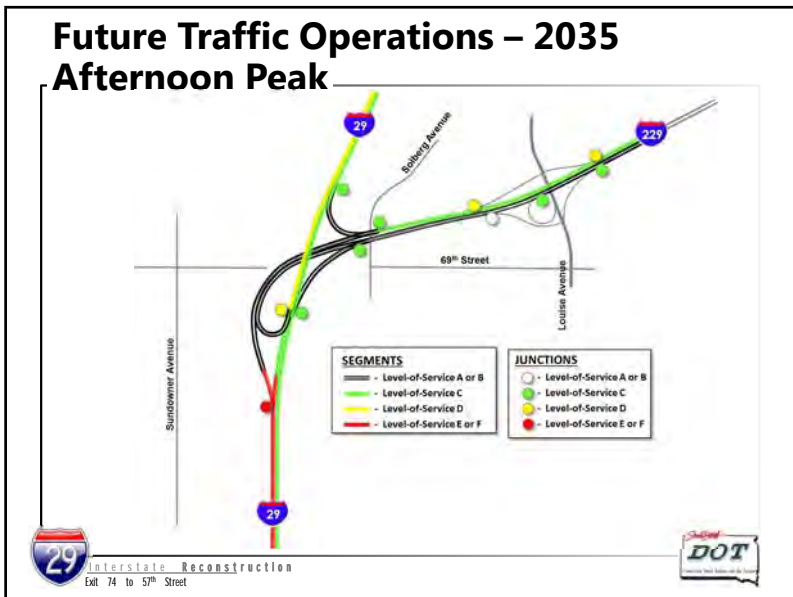 Future Traffic Operations – 2035
Afternoon Peak
29
Solberg Avenue
229
69th Street
Louise Avenue
Sundowner Avenue
SEGMENTS
- Level-of-Service A or B
- Level-of-Service C
- Level-of-Service D
- Level-of-Service E or F
JUNCTIONS
- Level-of-Service A or B
- Level-of-Service C
- Level-of-Service D
- Level-of-Service E or F
29
29
Interstate Reconstruction
Exit 74 to 57th Street
DOT